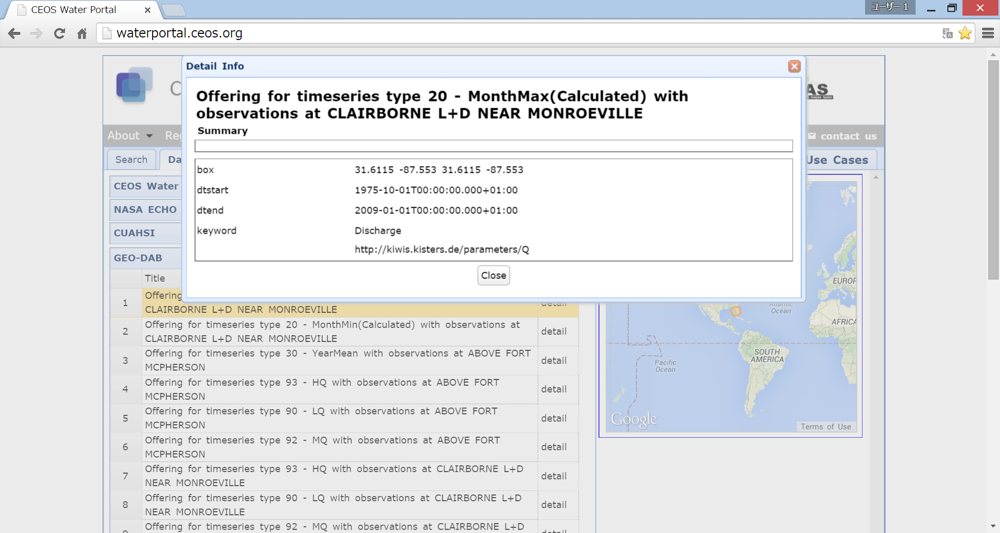 CEOS Water Portal
ユーザー 1
waterportal.ceos.org
Detail Info
C
AS
Offering for timeseries type 20 - MonthMax(Calculated) with
observations at CLAIRBORNE L+D NEAR MONROEVILLE
Summary
About
contact us
Search
Use Cases
box 31.6115 -87.553 31.6115 -87.553
dtstart 1975-10-01T00:00:00.000+01:00
dtend 2009-01-01T00:00:00.000+01:00
keyword Discharge
http://kiwis.kisters.de/parameters/Q
Close
CEOS Water
NASA ECHO
CUAHSI
GEO-DAB
Title
1 Offering
CLAIRBORNE L+D NEAR MONROEVILLE
detail
2 Offering for timeseries type 20 - MonthMin(Calculated) with observations at
CLAIRBORNE L+D NEAR MONROEVILLE
detail
3 Offering for timeseries type 30 - YearMean with observations at ABOVE FORT
MCPHERSON
detail
4 Offering for timeseries type 93 - HQ with observations at ABOVE FORT
MCPHERSON
detail
5 Offering for timeseries type 90 - LQ with observations at ABOVE FORT
MCPHERSON
detail
6 Offering for timeseries type 92 - MQ with observations at ABOVE FORT
MCPHERSON
detail
7 Offering for timeseries type 93 - HQ with observations at CLAIRBORNE L+D
NEAR MONROEVILLE
detail
8 Offering for timeseries type 90 - LQ with observations at CLAIRBORNE L+D
NEAR MONROEVILLE
detail
Offering for timeseries type 92 - MQ with observations at CLAIRBORNE L+D
EUROP
Atlantic
Ocean
AFRICA
SOUTH
AMERICA
Pacific
Ocean
Google
Terms of Use